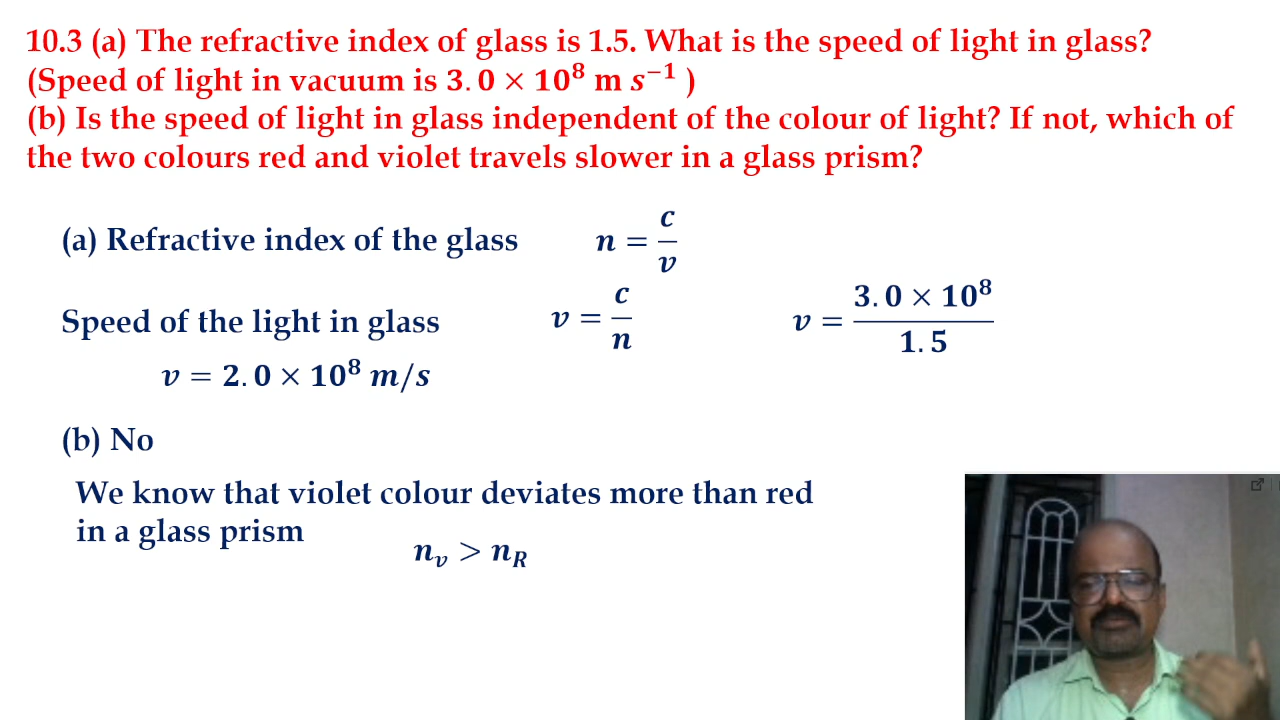 10.3 (a) The refractive index of glass is 1.5. What is the speed of light in glass?
(Speed of light in vacuum is 3.0 × 10⁸ m s⁻¹ )
(b) Is the speed of light in glass independent of the colour of light? If not, which of
the two colours red and violet travels slower in a glass prism?
(a) Refractive index of the glass n = c/v
Speed of the light in glass v = c/n v = 3.0 × 10⁸/1.5
v = 2.0 × 10⁸ m/s
(b) No
We know that violet colour deviates more than red
in a glass prism
nᵥ > n_R